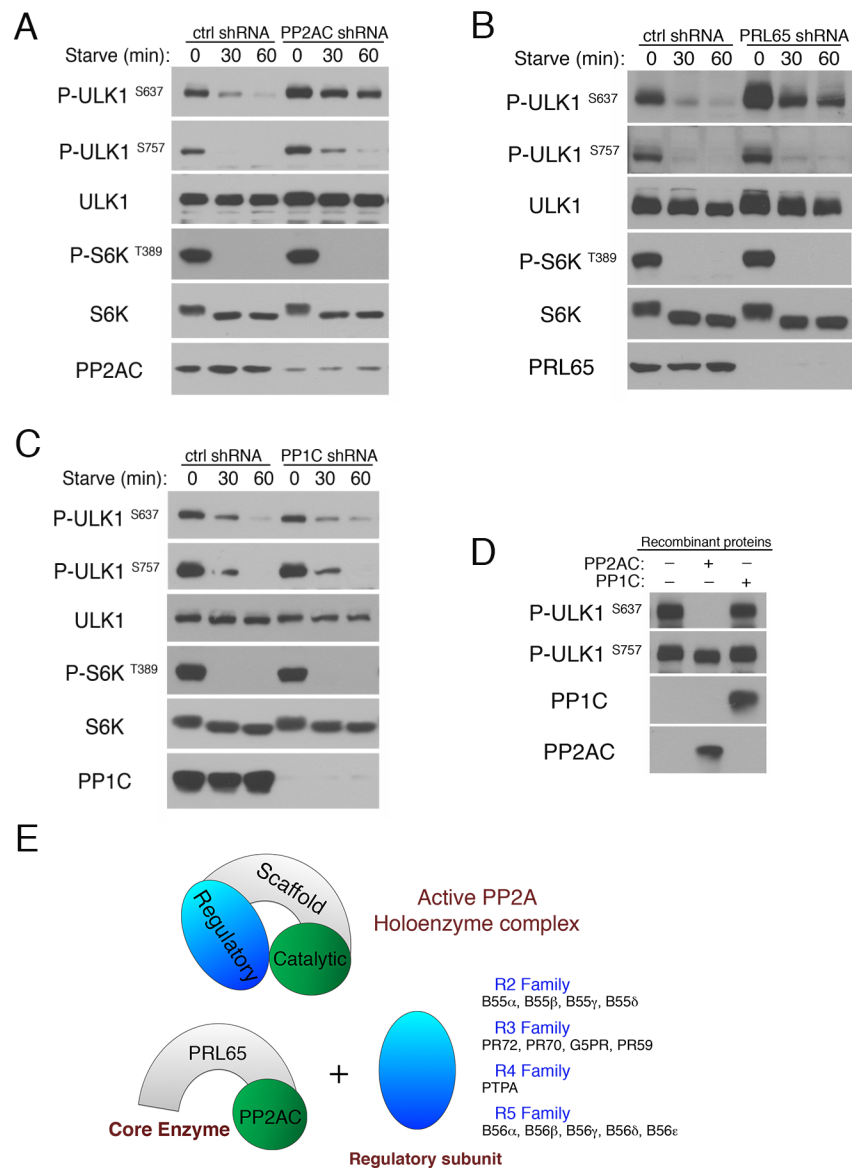 A
ctrl shRNA PP2AC shRNA
Starve (min): 0 30 60 0 30 60
P-ULK1 S637
P-ULK1 S757
ULK1
P-S6K T389
S6K
PP2AC
B
ctrl shRNA PRL65 shRNA
Starve (min): 0 30 60 0 30 60
P-ULK1 S637
P-ULK1 S757
ULK1
P-S6K T389
S6K
PRL65
C
ctrl shRNA PP1C shRNA
Starve (min): 0 30 60 0 30 60
P-ULK1 S637
P-ULK1 S757
ULK1
P-S6K T389
S6K
PP1C
D
Recombinant proteins
PP2AC: – + –
PP1C: – – +
P-ULK1 S637
P-ULK1 S757
PP1C
PP2AC
E
Scaffold
Regulatory
Catalytic
Active PP2A
Holoenzyme complex
PRL65
PP2AC
Core Enzyme
+
Regulatory subunit
R2 Family
B55α, B55β, B55γ, B55δ
R3 Family
PR72, PR70, G5PR, PR59
R4 Family
PTPA
R5 Family
B56α, B56β, B56γ, B56δ, B56ε